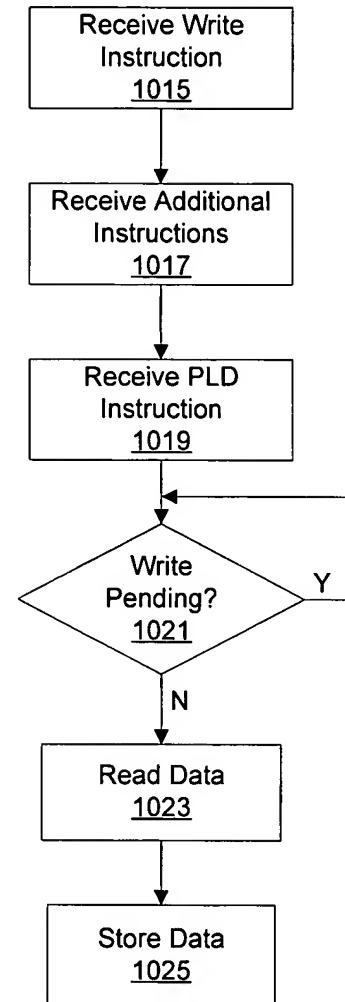 Receive Write
Instruction
1015
Receive Additional
Instructions
1017
Receive PLD
Instruction
1019
Write
Pending?
1021
Y
N
Read Data
1023
Store Data
1025